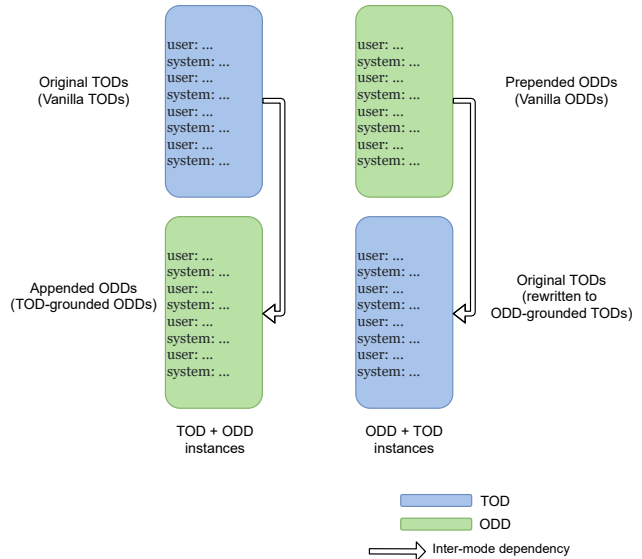 Original TODs
(Vanilla TODs)
user: ...
system: ...
user: ...
system: ...
user: ...
system: ...
user: ...
system: ...
user: ...
system: ...
user: ...
system: ...
user: ...
system: ...
user: ...
system: ...
Prepended ODDs
(Vanilla ODDs)
Appended ODDs
(TOD-grounded ODDs)
user: ...
system: ...
user: ...
system: ...
user: ...
system: ...
user: ...
system: ...
user: ...
system: ...
user: ...
system: ...
user: ...
system: ...
user: ...
system: ...
Original TODs
(rewritten to
ODD-grounded TODs)
TOD + ODD
instances
ODD + TOD
instances
TOD
ODD
Inter-mode dependency